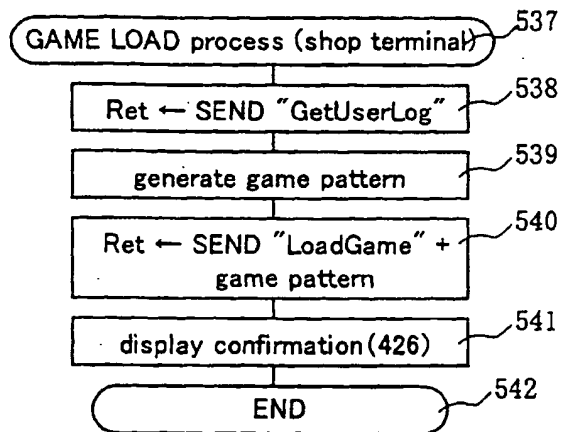 GAME LOAD process (shop terminal) 537
538
Ret ← SEND "GetUserLog"
539
generate game pattern
540
Ret ← SEND "LoadGame" +
game pattern
541
display confirmation (426)
542
END